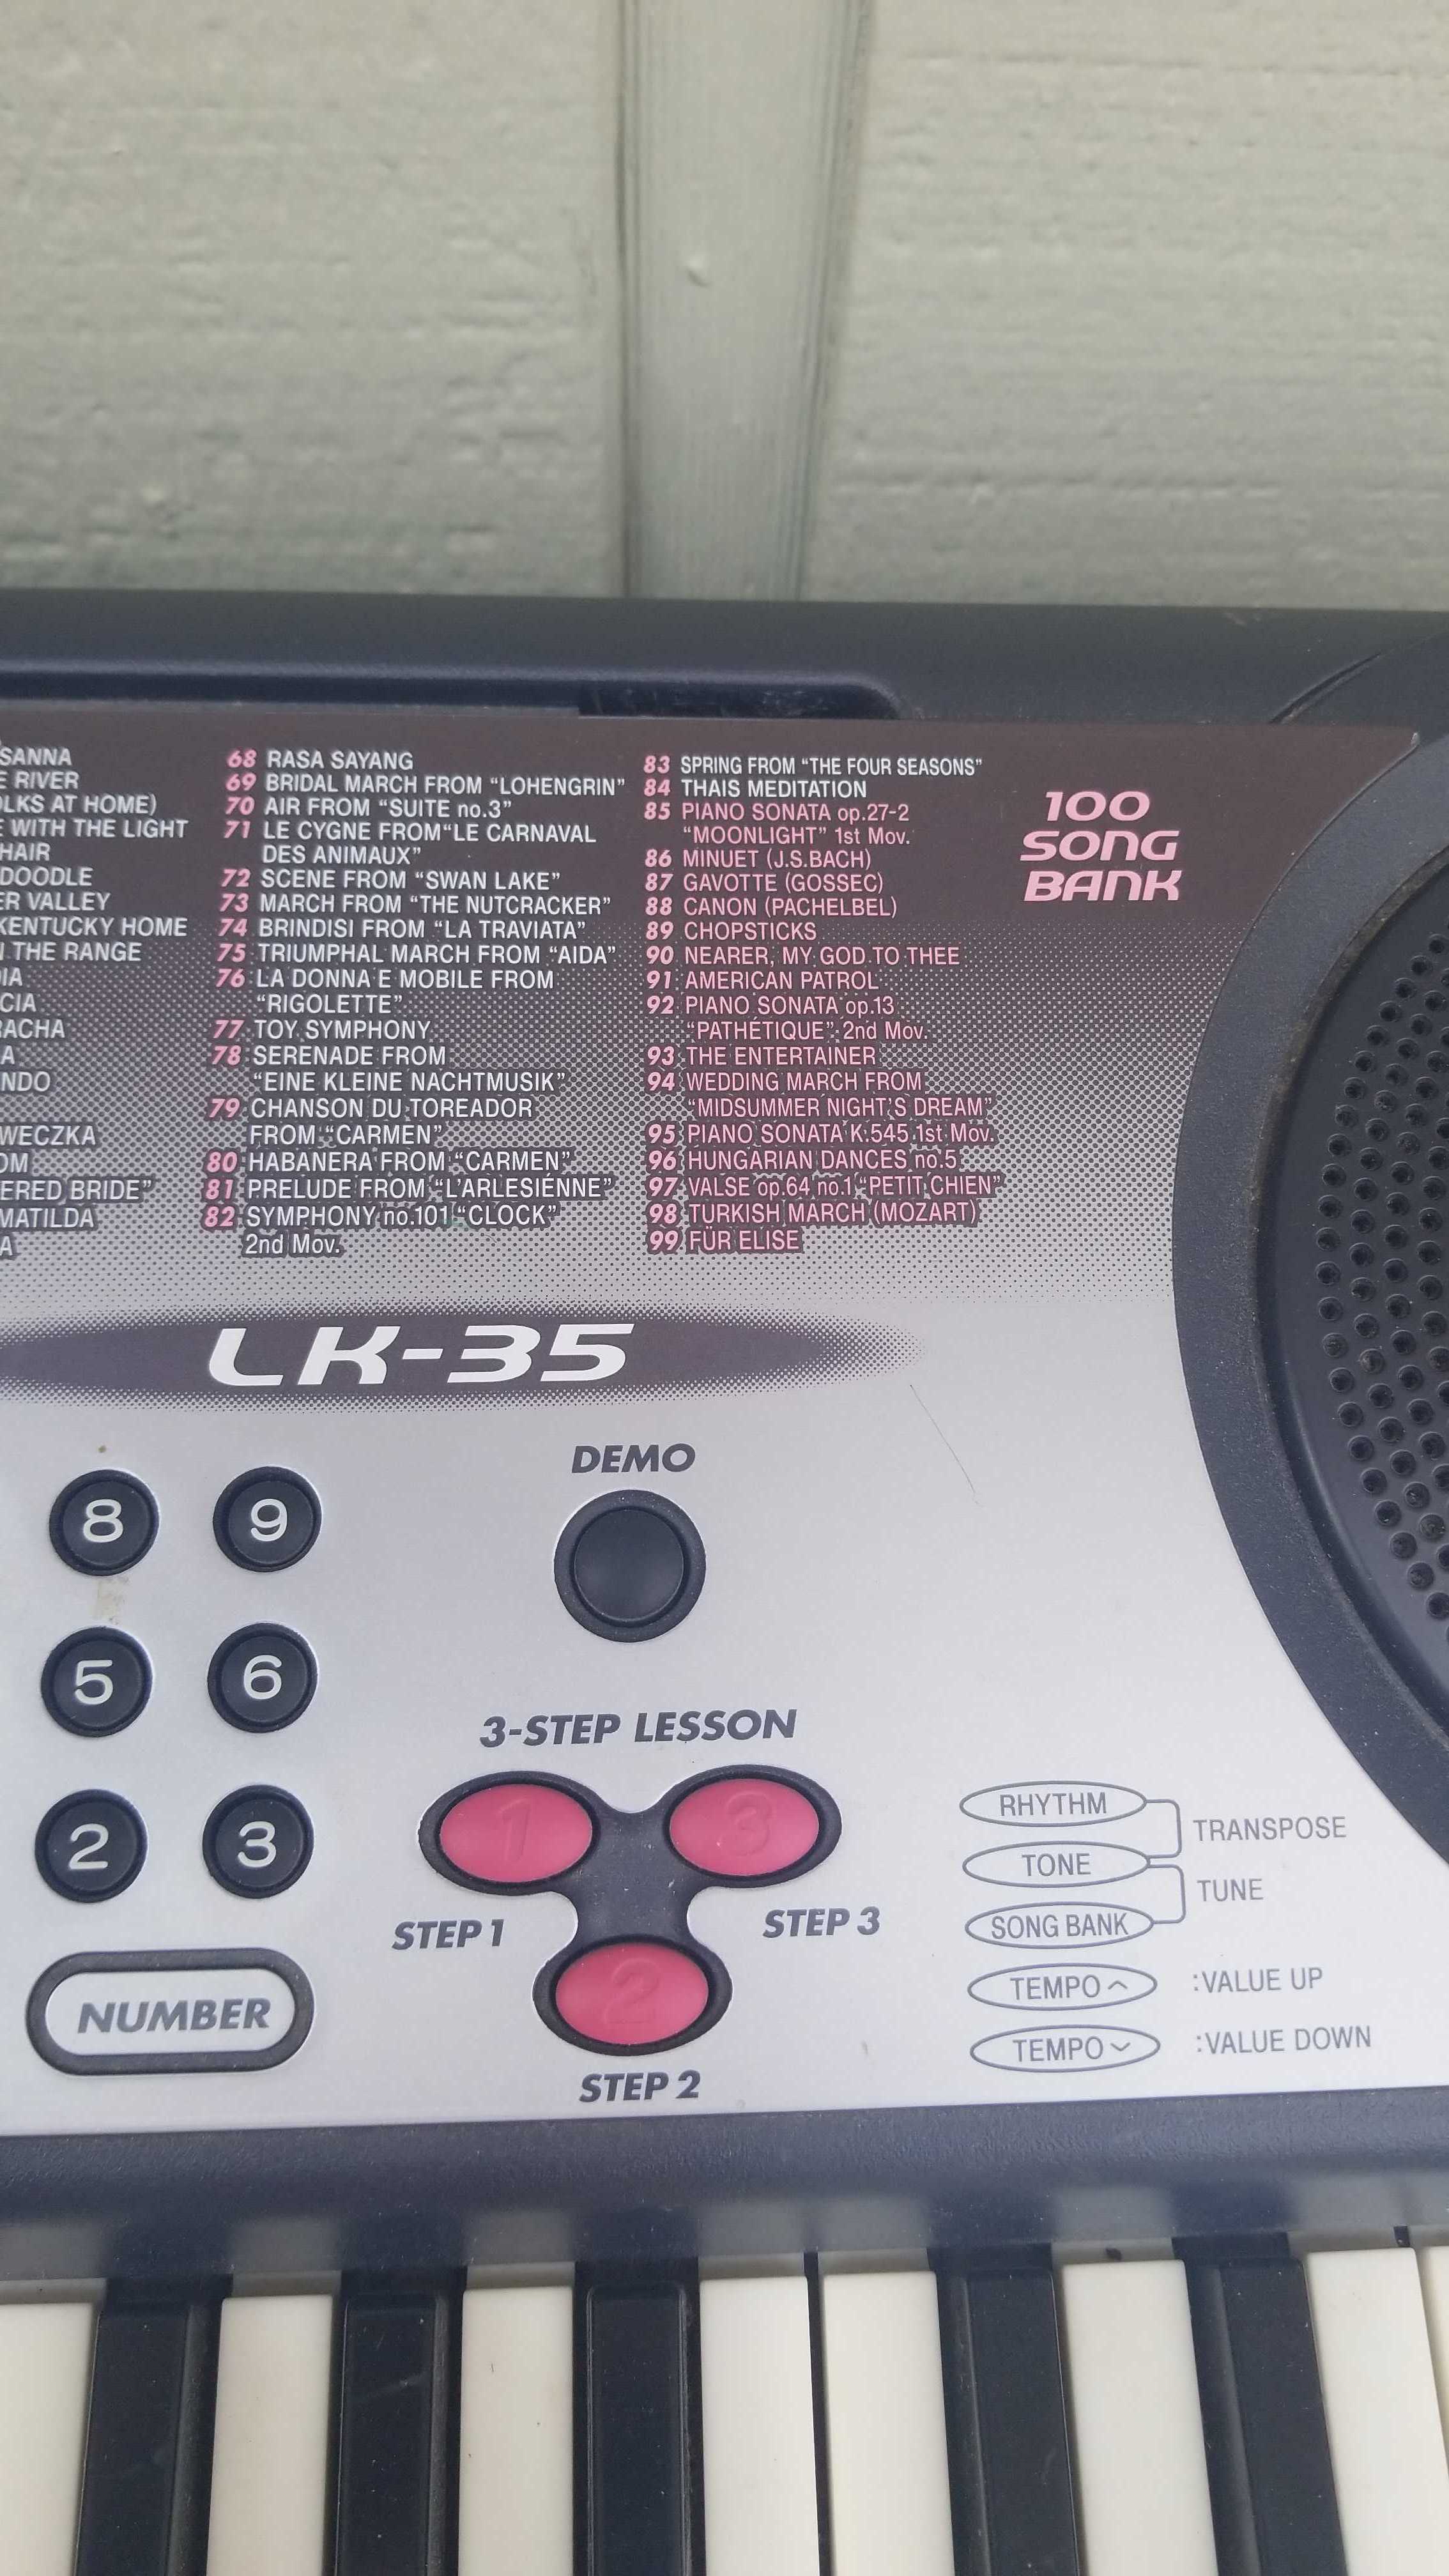 SANNA
E RIVER
OLKS AT HOME)
E WITH THE LIGHT
HAIR
DOODLE
ER VALLEY
KENTUCKY HOME
N THE RANGE
IA
CIA
RACHA
A
NDO
WECZKA
OM
ERED BRIDE”
MATILDA
A
68 RASA SAYANG
69 BRIDAL MARCH FROM “LOHENGRIN”
70 AIR FROM “SUITE no.3”
71 LE CYGNE FROM“LE CARNAVAL
DES ANIMAUX”
72 SCENE FROM “SWAN LAKE”
73 MARCH FROM “THE NUTCRACKER”
74 BRINDISI FROM “LA TRAVIATA”
75 TRIUMPHAL MARCH FROM “AIDA”
76 LA DONNA E MOBILE FROM
“RIGOLETTE”
77 TOY SYMPHONY
78 SERENADE FROM
“EINE KLEINE NACHTMUSIK”
79 CHANSON DU TOREADOR
FROM “CARMEN”
80 HABANERA FROM “CARMEN”
81 PRELUDE FROM “L’ARLESIÉNNE”
82 SYMPHONY no.101 “CLOCK”
2nd Mov.
83 SPRING FROM “THE FOUR SEASONS”
84 THAIS MEDITATION
85 PIANO SONATA op.27-2
“MOONLIGHT” 1st Mov.
86 MINUET (J.S.BACH)
87 GAVOTTE (GOSSEC)
88 CANON (PACHELBEL)
89 CHOPSTICKS
90 NEARER, MY GOD TO THEE
91 AMERICAN PATROL
92 PIANO SONATA op.13
“PATHÉTIQUE” 2nd Mov.
93 THE ENTERTAINER
94 WEDDING MARCH FROM
“MIDSUMMER NIGHT’S DREAM”
95 PIANO SONATA K.545 1st Mov.
96 HUNGARIAN DANCES no.5
97 VALSE op.64 no.1 “PETIT CHIEN”
98 TURKISH MARCH (MOZART)
99 FÜR ELISE
100
SONG
BANK
LK-35
8 9
5 6
2 3
NUMBER
DEMO
3-STEP LESSON
1 3
STEP 1
STEP 3
2
STEP 2
RHYTHM
TRANSPOSE
TONE
TUNE
SONG BANK
TEMPO :VALUE UP
TEMPO :VALUE DOWN